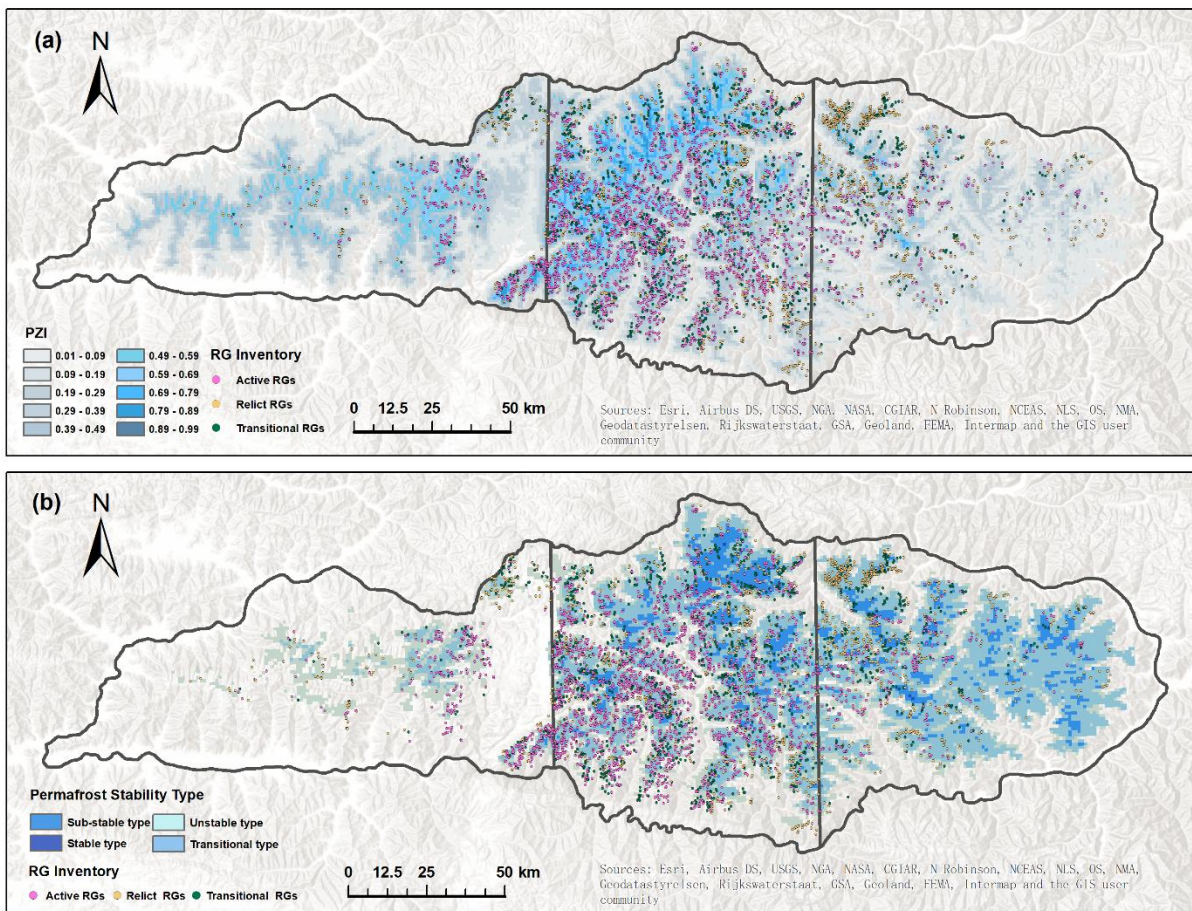 (a)
N
PZI
0.01 - 0.09
0.09 - 0.19
0.19 - 0.29
0.29 - 0.39
0.39 - 0.49
0.49 - 0.59
0.59 - 0.69
0.69 - 0.79
0.79 - 0.89
0.89 - 0.99
RG Inventory
Active RGs
Relict RGs
Transitional RGs
0 12.5 25 50 km
Sources: Esri, Airbus DS, USGS, NGA, NASA, CGIAR, N Robinson, NCEAS, NLS, OS, NMA,
Geodatastyrelsen, Rijkswaterstaat, GSA, Geoland, FEMA, Intermap and the GIS user
community
(b)
N
Permafrost Stability Type
Sub-stable type Unstable type
Stable type Transitional type
RG Inventory
Active RGs Relict RGs Transitional RGs
0 12.5 25 50 km
Sources: Esri, Airbus DS, USGS, NGA, NASA, CGIAR, N Robinson, NCEAS, NLS, OS, NMA,
Geodatastyrelsen, Rijkswaterstaat, GSA, Geoland, FEMA, Intermap and the GIS user
community